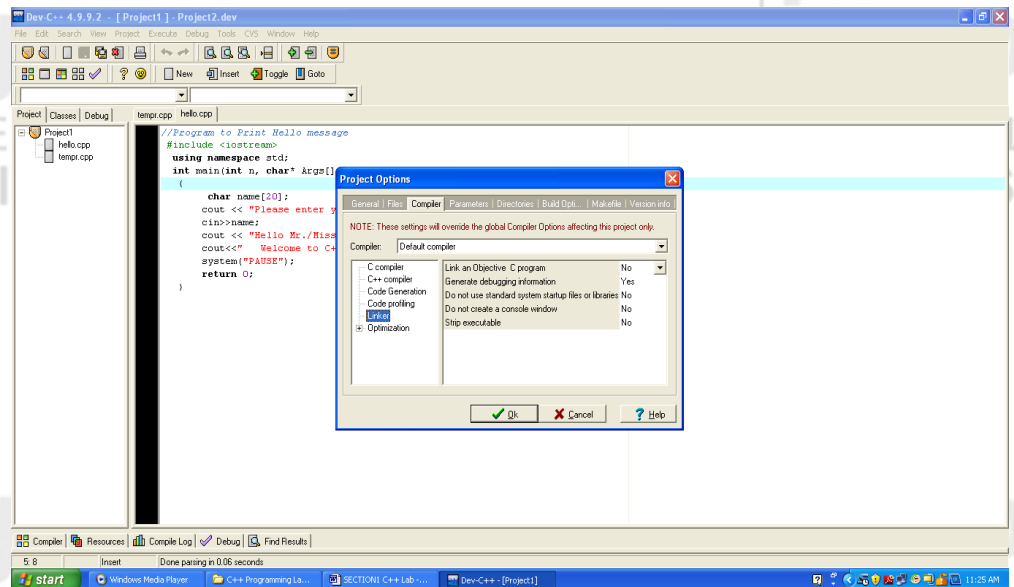 Dev-C++ 4.9.9.2 - [ Project1 ] - Project2.dev
File Edit Search View Project Execute Debug Tools CVS Window Help
New Insert Toggle Goto
Project Classes Debug
tempr.cpp hello.cpp
Project1
hello.cpp
tempr.cpp
//Program to Print Hello message
#include <iostream>
using namespace std;
int main(int n, char* Args[]
{
char name[20];
cout << "Please enter y
cin>>name;
cout << "Hello Mr./Miss
cout<<" Welcome to C+
system("PAUSE");
return 0;
}
Project Options
General Files Compiler Parameters Directories Build Opti... Makefile Version info
NOTE: These settings will override the global Compiler Options affecting this project only.
Compiler: Default compiler
C compiler
C++ compiler
Code Generation
Code profiling
Linker
Optimization
Link an Objective C program No
Generate debugging information Yes
Do not use standard system startup files or libraries No
Do not create a console window No
Strip executable No
Ok Cancel Help
Compiler Resources Compile Log Debug Find Results
5: 8 Insert Done parsing in 0.06 seconds
start Windows Media Player C++ Programming La... SECTION1 C++ Lab -... Dev-C++ - [Project1] 11:25 AM